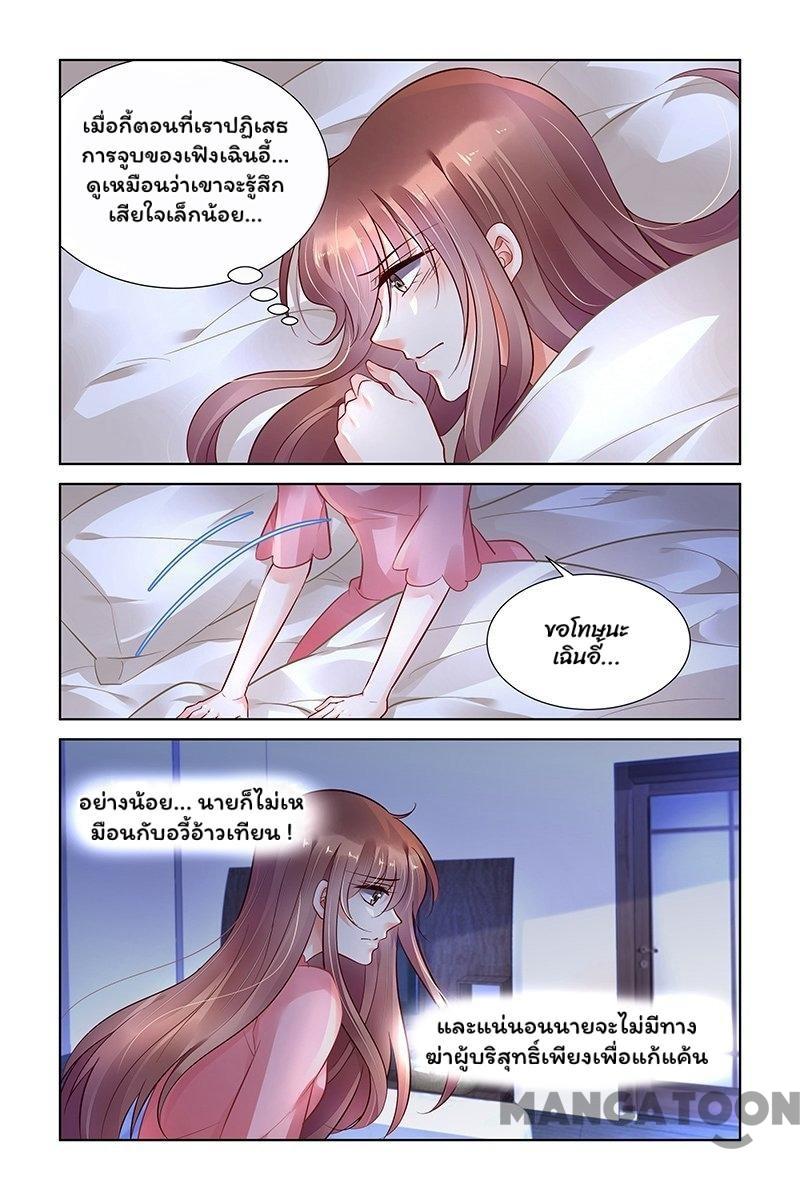 เมื่อกี้ตอนที่เราปฏิเสธ
การจูบของเฟิงเฉินอี้...
ดูเหมือนว่าเขาจะรู้สึก
เสียใจเล็กน้อย...
ขอโทษนะ
เฉินอี้...
อย่างน้อย... นายก็ไม่เห
มือนกับอวี้อ้าวเทียน !
และแน่นอนนายจะไม่มีทาง
ฆ่าผู้บริสุทธิ์เพียงเพื่อแก้แค้น
MANGATOON